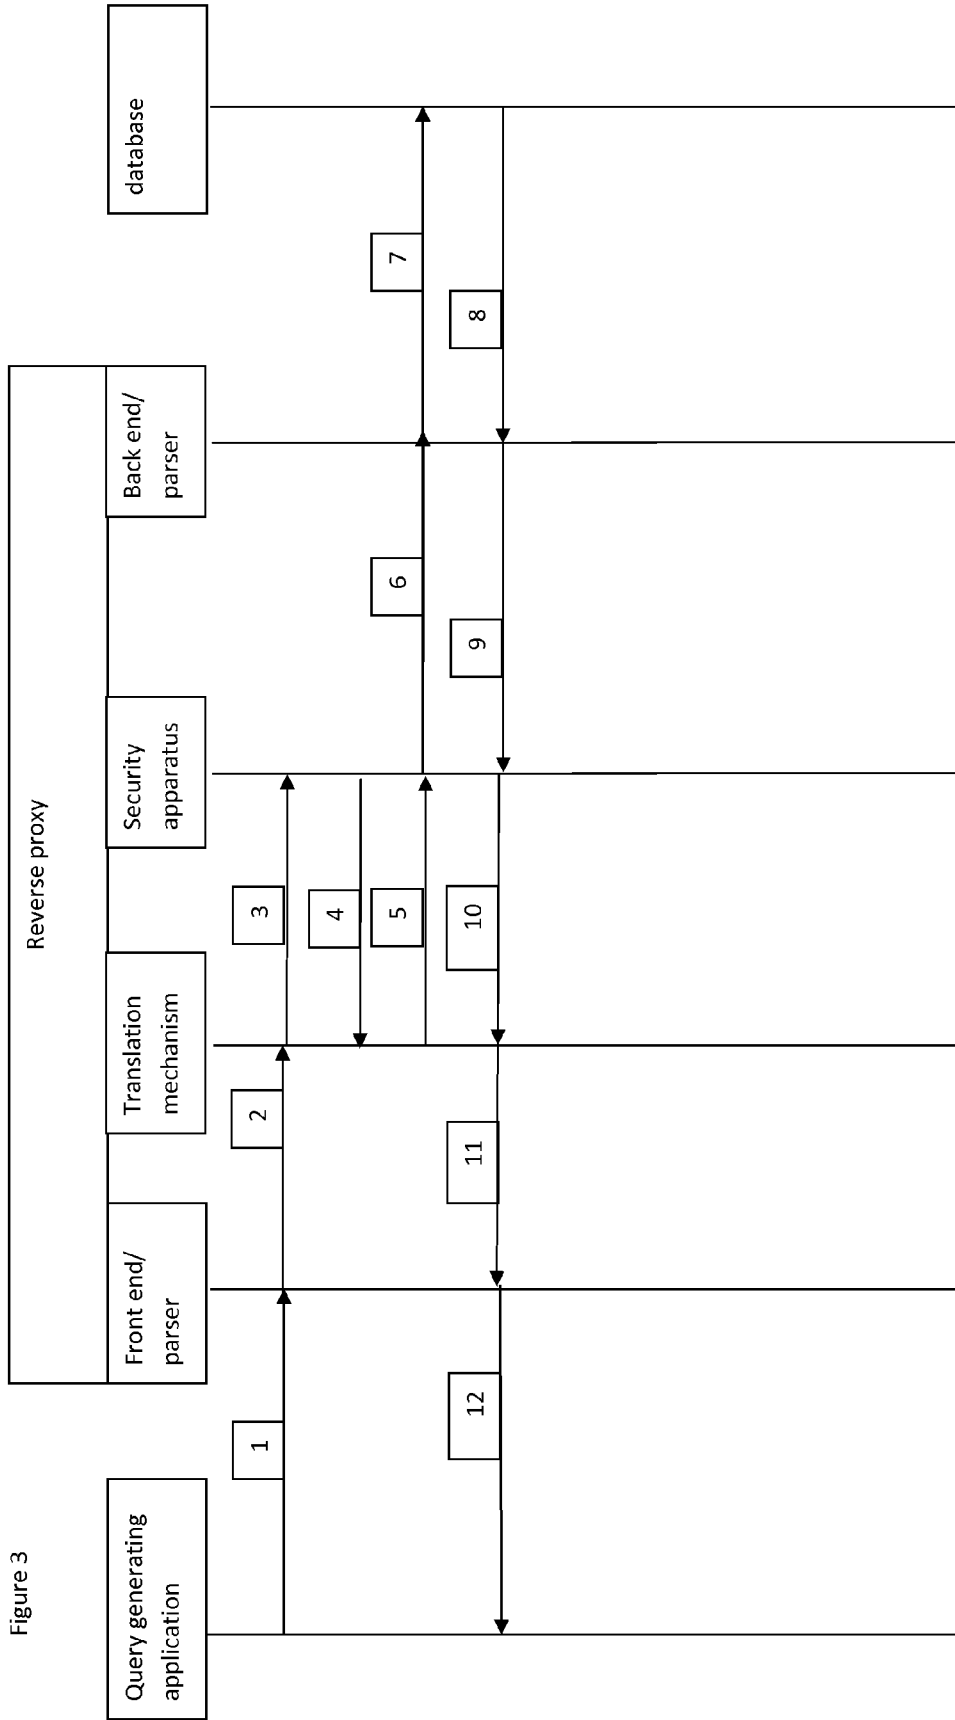 Figure 3
Reverse proxy
Query generating
application
Front end/
parser
Translation
mechanism
Security
apparatus
Back end/
parser
database
1
2
3
4
5
6
7
8
9
10
11
12